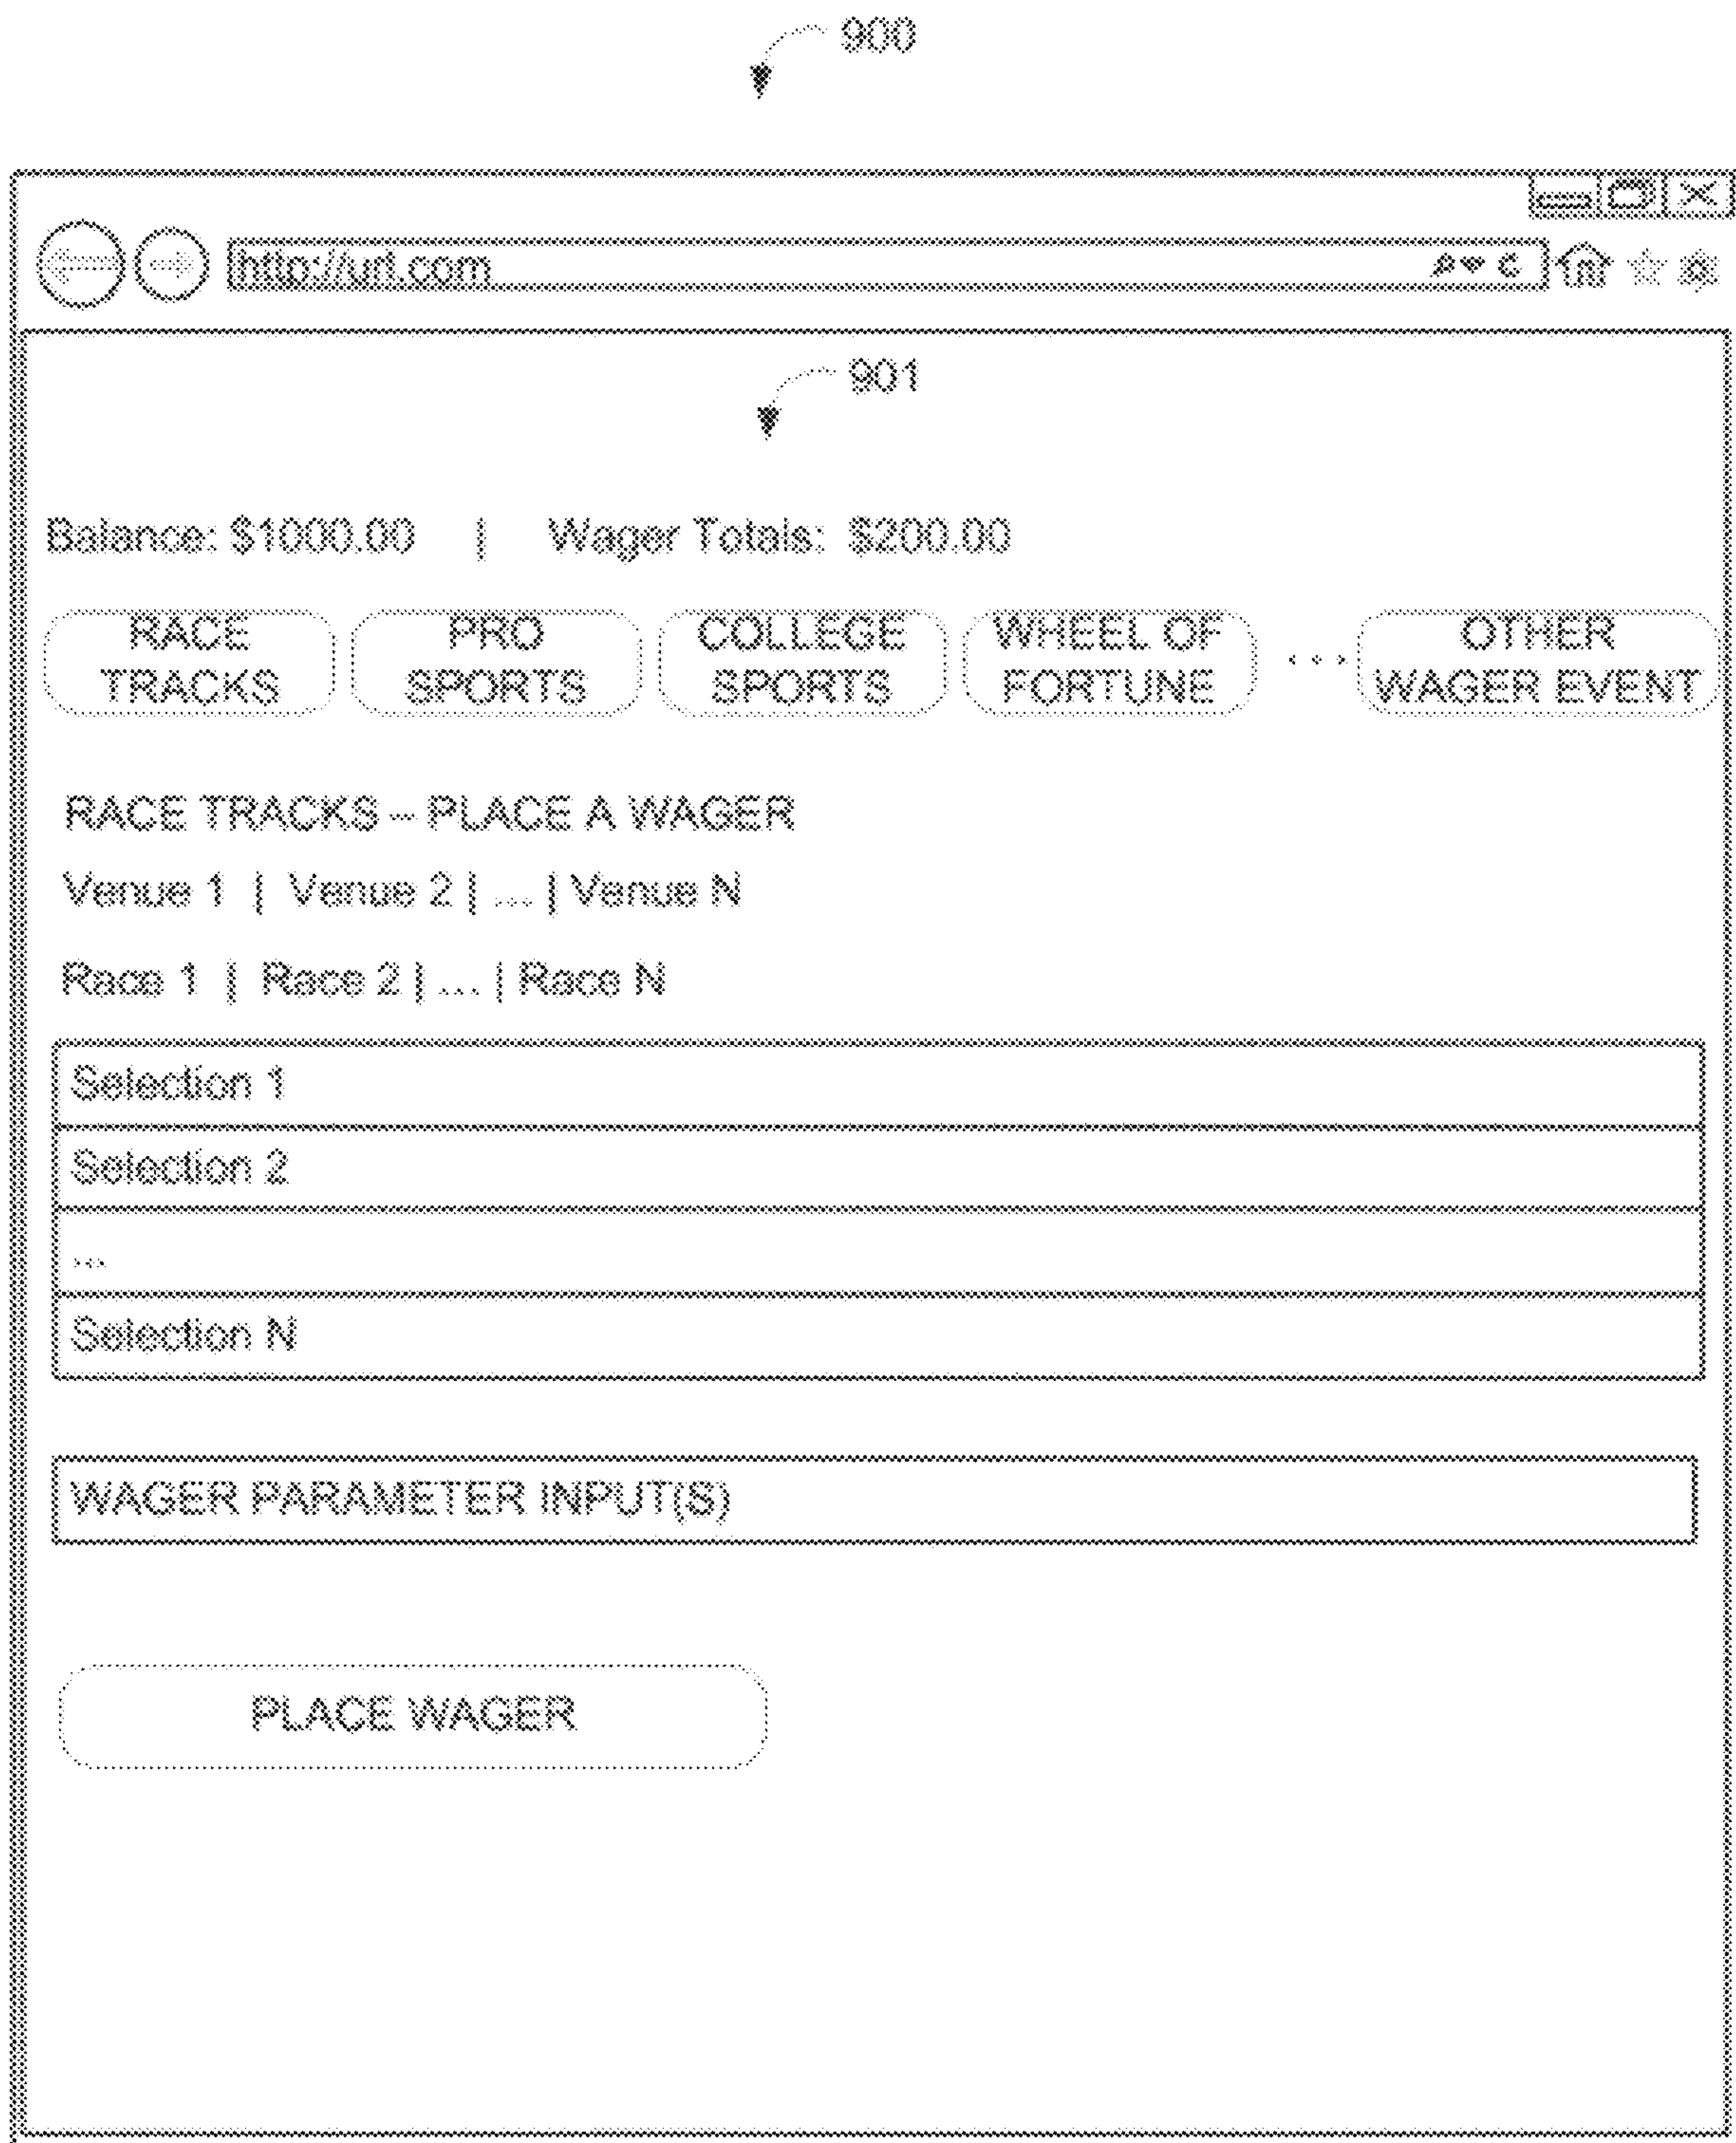 900
http://url.com
901
Balance: $1000.00 | Wager Totals: $200.00
RACE TRACKS
PRO SPORTS
COLLEGE SPORTS
WHEEL OF FORTUNE
...
OTHER WAGER EVENT
RACE TRACKS – PLACE A WAGER
Venue 1 | Venue 2 | ... | Venue N
Race 1 | Race 2 | ... | Race N
Selection 1
Selection 2
...
Selection N
WAGER PARAMETER INPUT(S)
PLACE WAGER